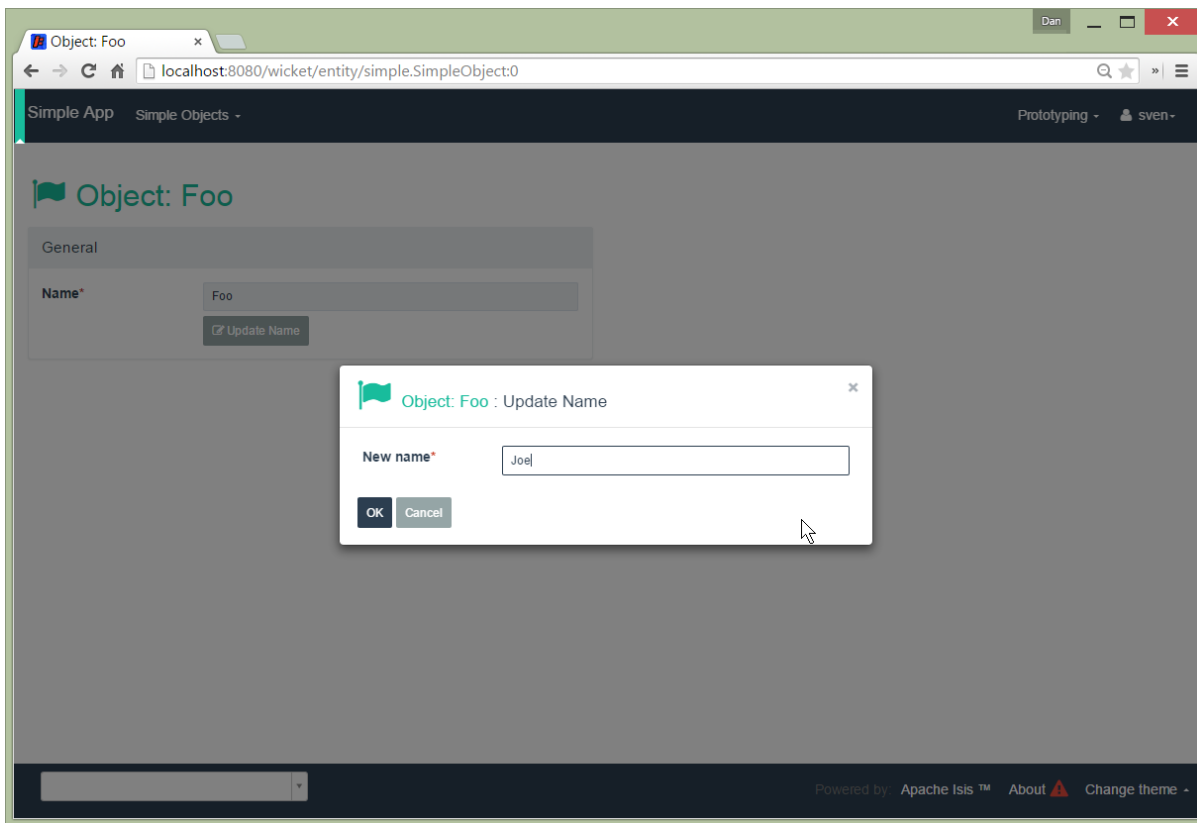 Dan
Object: Foo
localhost:8080/wicket/entity/simple.SimpleObject:0
Simple App Simple Objects Prototyping sven
Object: Foo
General
Name* Foo
Update Name
Object: Foo : Update Name
New name* Joe
OK Cancel
Powered by: Apache Isis ™ About Change theme